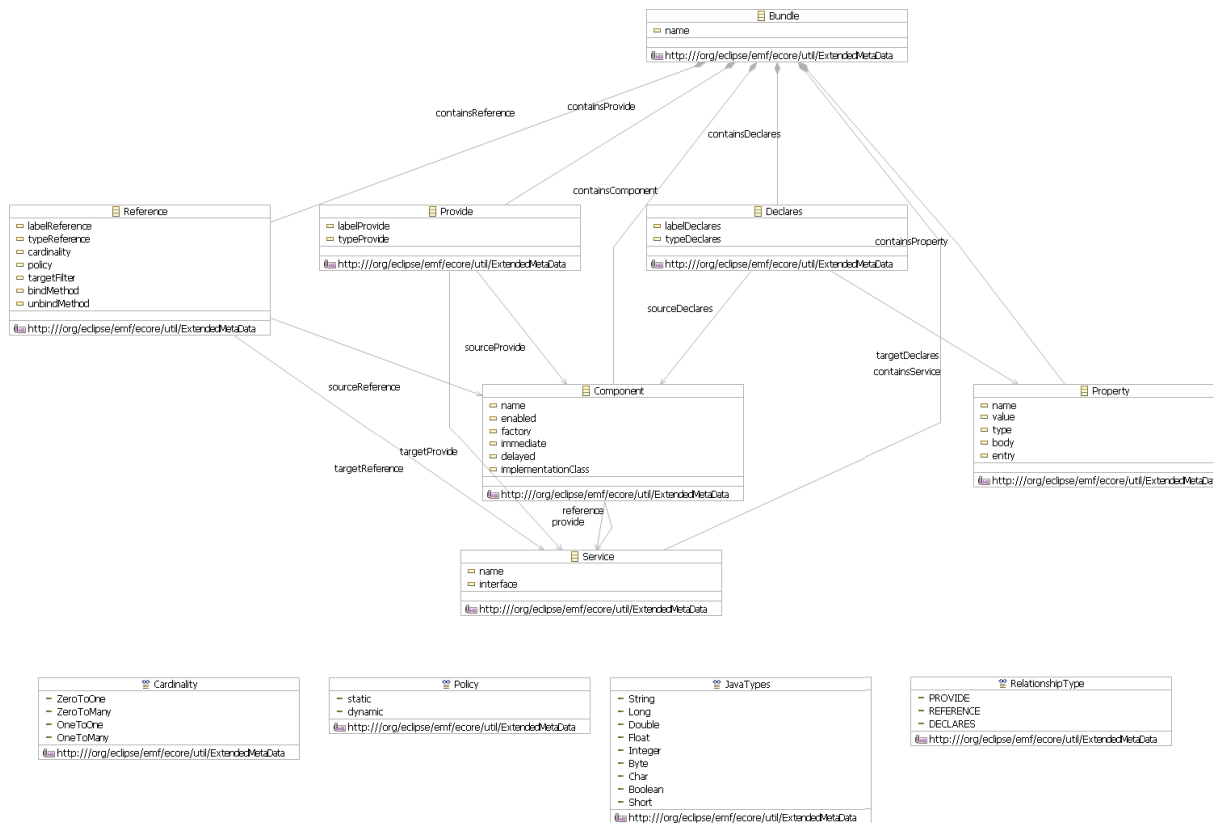 Bundle
name
http:///org/eclipse/emf/ecore/util/ExtendedMetaData
containsReference
containsProvide
containsDeclares
containsComponent
containsProperty
Reference
labelReference
typeReference
cardinality
policy
targetFilter
bindMethod
unbindMethod
http:///org/eclipse/emf/ecore/util/ExtendedMetaData
Provide
labelProvide
typeProvide
http:///org/eclipse/emf/ecore/util/ExtendedMetaData
Declares
labelDeclares
typeDeclares
http:///org/eclipse/emf/ecore/util/ExtendedMetaData
sourceDeclares
sourceProvide
targetDeclares
containsService
sourceReference
targetProvide
targetReference
Component
name
enabled
factory
immediate
delayed
implementationClass
http:///org/eclipse/emf/ecore/util/ExtendedMetaData
Property
name
value
type
body
entry
http:///org/eclipse/emf/ecore/util/ExtendedMetaDat
reference
provide
Service
name
interface
http:///org/eclipse/emf/ecore/util/ExtendedMetaData
Cardinality
ZeroToOne
ZeroToMany
OneToOne
OneToMany
http:///org/eclipse/emf/ecore/util/ExtendedMetaData
Policy
static
dynamic
http:///org/eclipse/emf/ecore/util/ExtendedMetaData
JavaTypes
String
Long
Double
Float
Integer
Byte
Char
Boolean
Short
http:///org/eclipse/emf/ecore/util/ExtendedMetaData
RelationshipType
PROVIDE
REFERENCE
DECLARES
http:///org/eclipse/emf/ecore/util/ExtendedMetaData